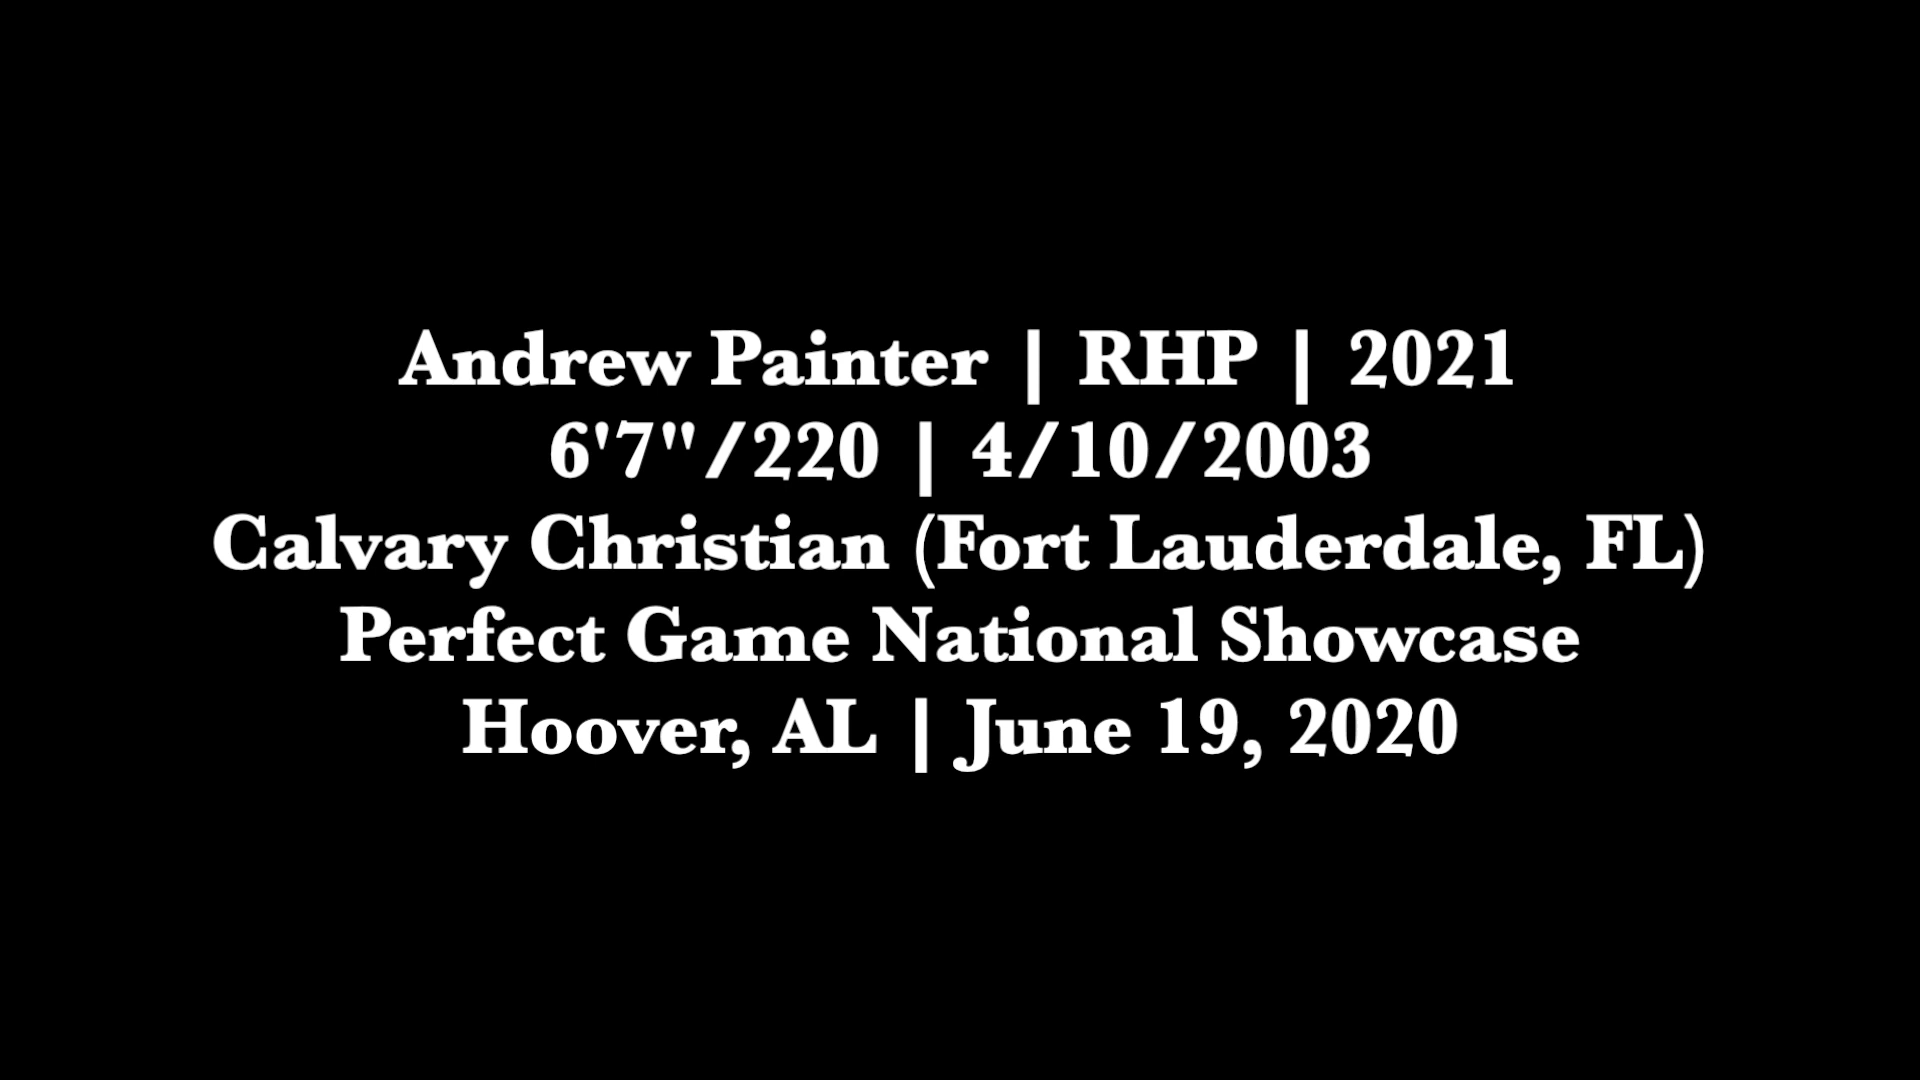 Andrew Painter | RHP | 2021
6'7"/220 | 4/10/2003
Calvary Christian (Fort Lauderdale, FL)
Perfect Game National Showcase
Hoover, AL | June 19, 2020